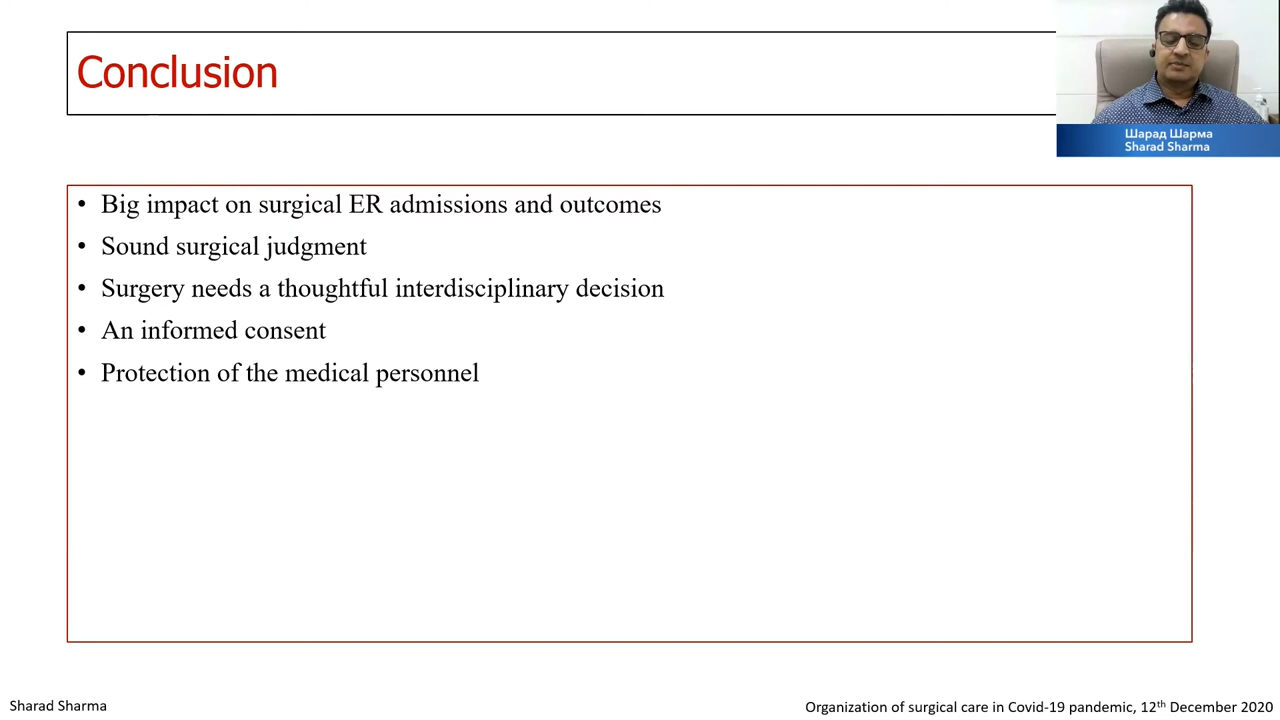 Conclusion
Шарад Шарма
Sharad Sharma
• Big impact on surgical ER admissions and outcomes
• Sound surgical judgment
• Surgery needs a thoughtful interdisciplinary decision
• An informed consent
• Protection of the medical personnel
Sharad Sharma
Organization of surgical care in Covid-19 pandemic, 12th December 2020